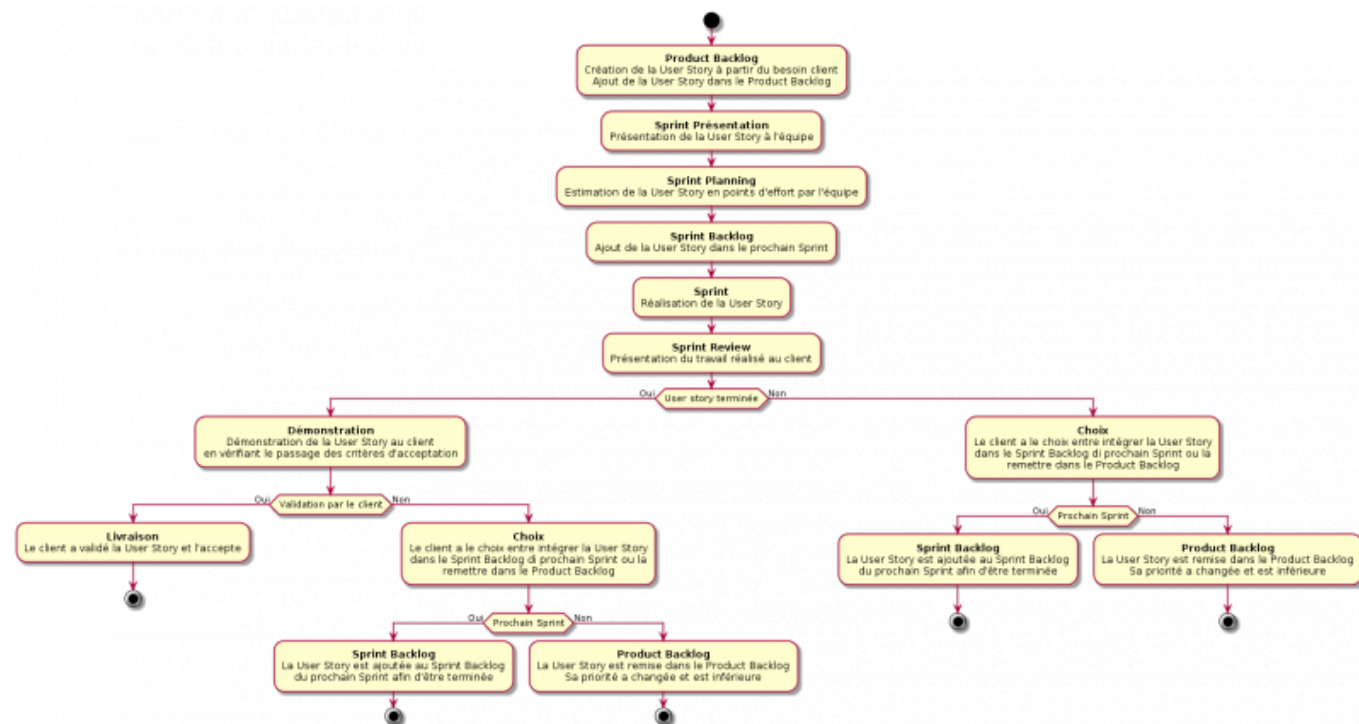 Product Backlog
Création de la User Story à partir du besoin client
Ajout de la User Story dans le Product Backlog
Sprint Présentation
Présentation de la User Story à l'équipe
Sprint Planning
Estimation de la User Story en points d'effort par l'équipe
Sprint Backlog
Ajout de la User Story dans le prochain Sprint
Sprint
Réalisation de la User Story
Sprint Review
Présentation du travail réalisé au client
Oui
User story terminée
Non
Démonstration
Démonstration de la User Story au client
en vérifiant le passage des critères d'acceptation
Oui
Validation par le client
Non
Livraison
Le client a validé la User Story et l'accepte
Choix
Le client a le choix entre intégrer la User Story
dans le Sprint Backlog di prochain Sprint ou la
remettre dans le Product Backlog
Oui
Prochain Sprint
Non
Sprint Backlog
La User Story est ajoutée au Sprint Backlog
du prochain Sprint afin d'être terminée
Product Backlog
La User Story est remise dans le Product Backlog
Sa priorité a changée et est inférieure
Choix
Le client a le choix entre intégrer la User Story
dans le Sprint Backlog di prochain Sprint ou la
remettre dans le Product Backlog
Oui
Prochain Sprint
Non
Sprint Backlog
La User Story est ajoutée au Sprint Backlog
du prochain Sprint afin d'être terminée
Product Backlog
La User Story est remise dans le Product Backlog
Sa priorité a changée et est inférieure